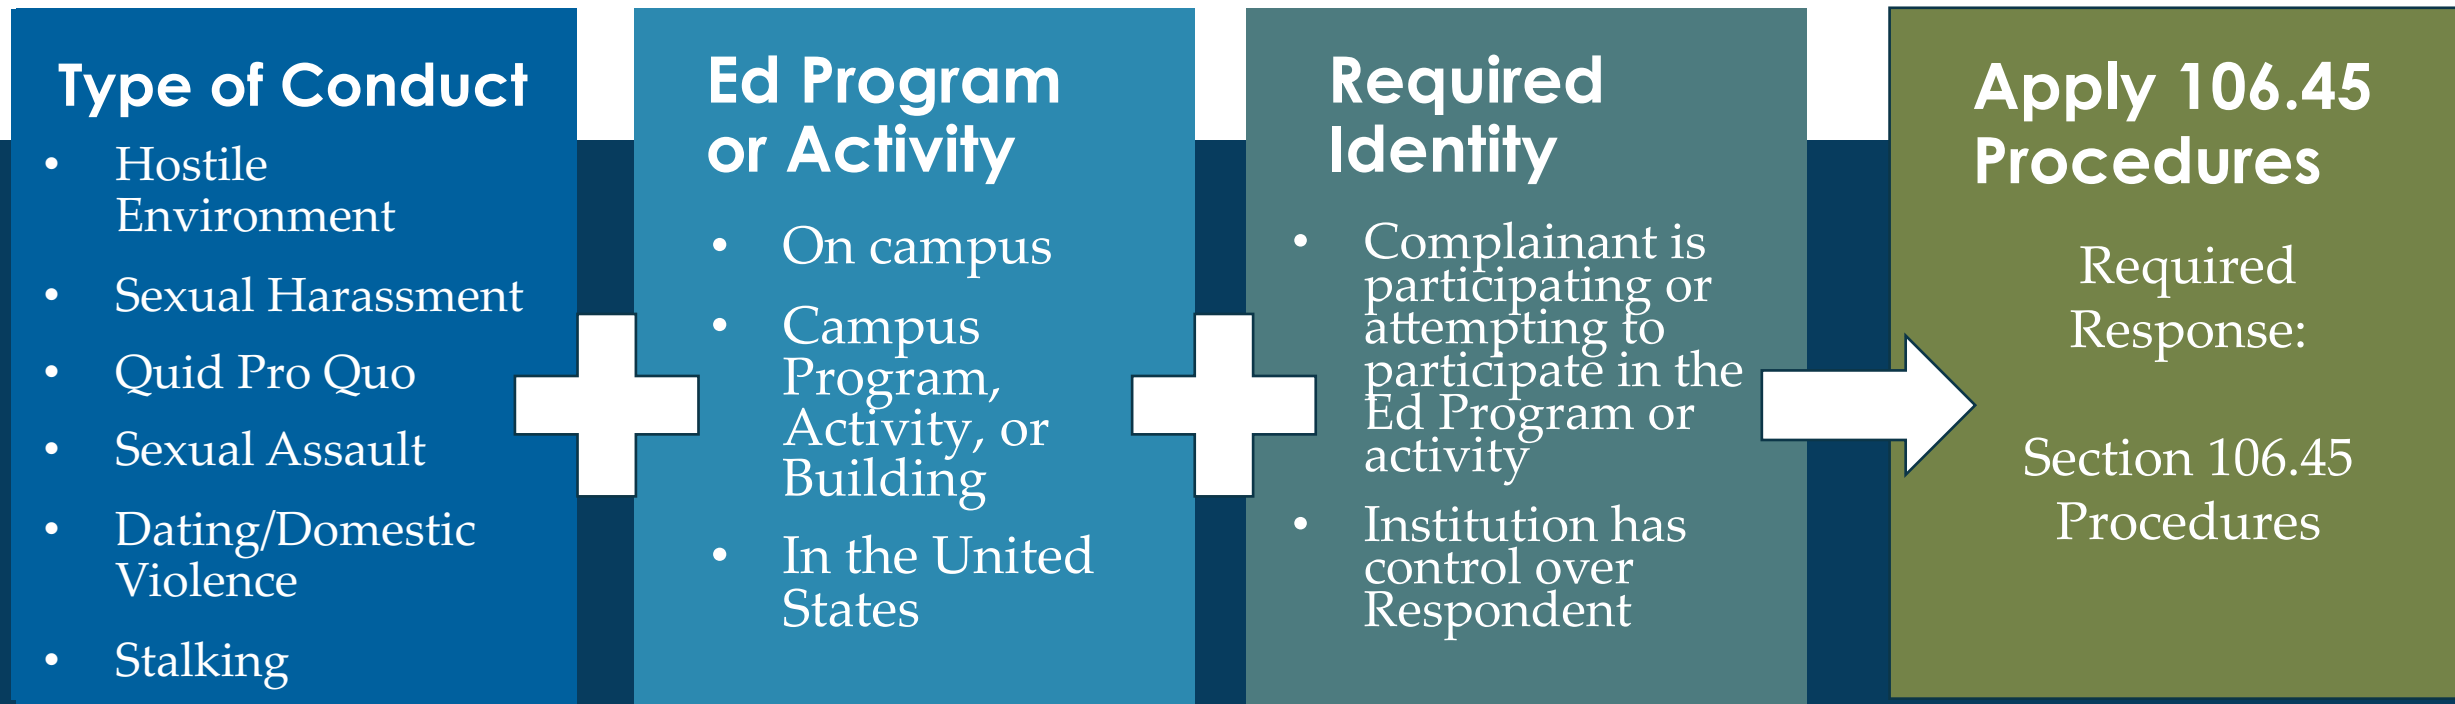 Type of Conduct
• Hostile
Environment
• Sexual Harassment
• Quid Pro Quo
• Sexual Assault
• Dating/Domestic
Violence
• Stalking
Ed Program
or Activity
• On campus
• Campus
Program,
Activity, or
Building
• In the United
States
Required
Identity
• Complainant is
participating or
attempting to
participate in the
Ed Program or
activity
• Institution has
control over
Respondent
Apply 106.45
Procedures
Required
Response:
Section 106.45
Procedures